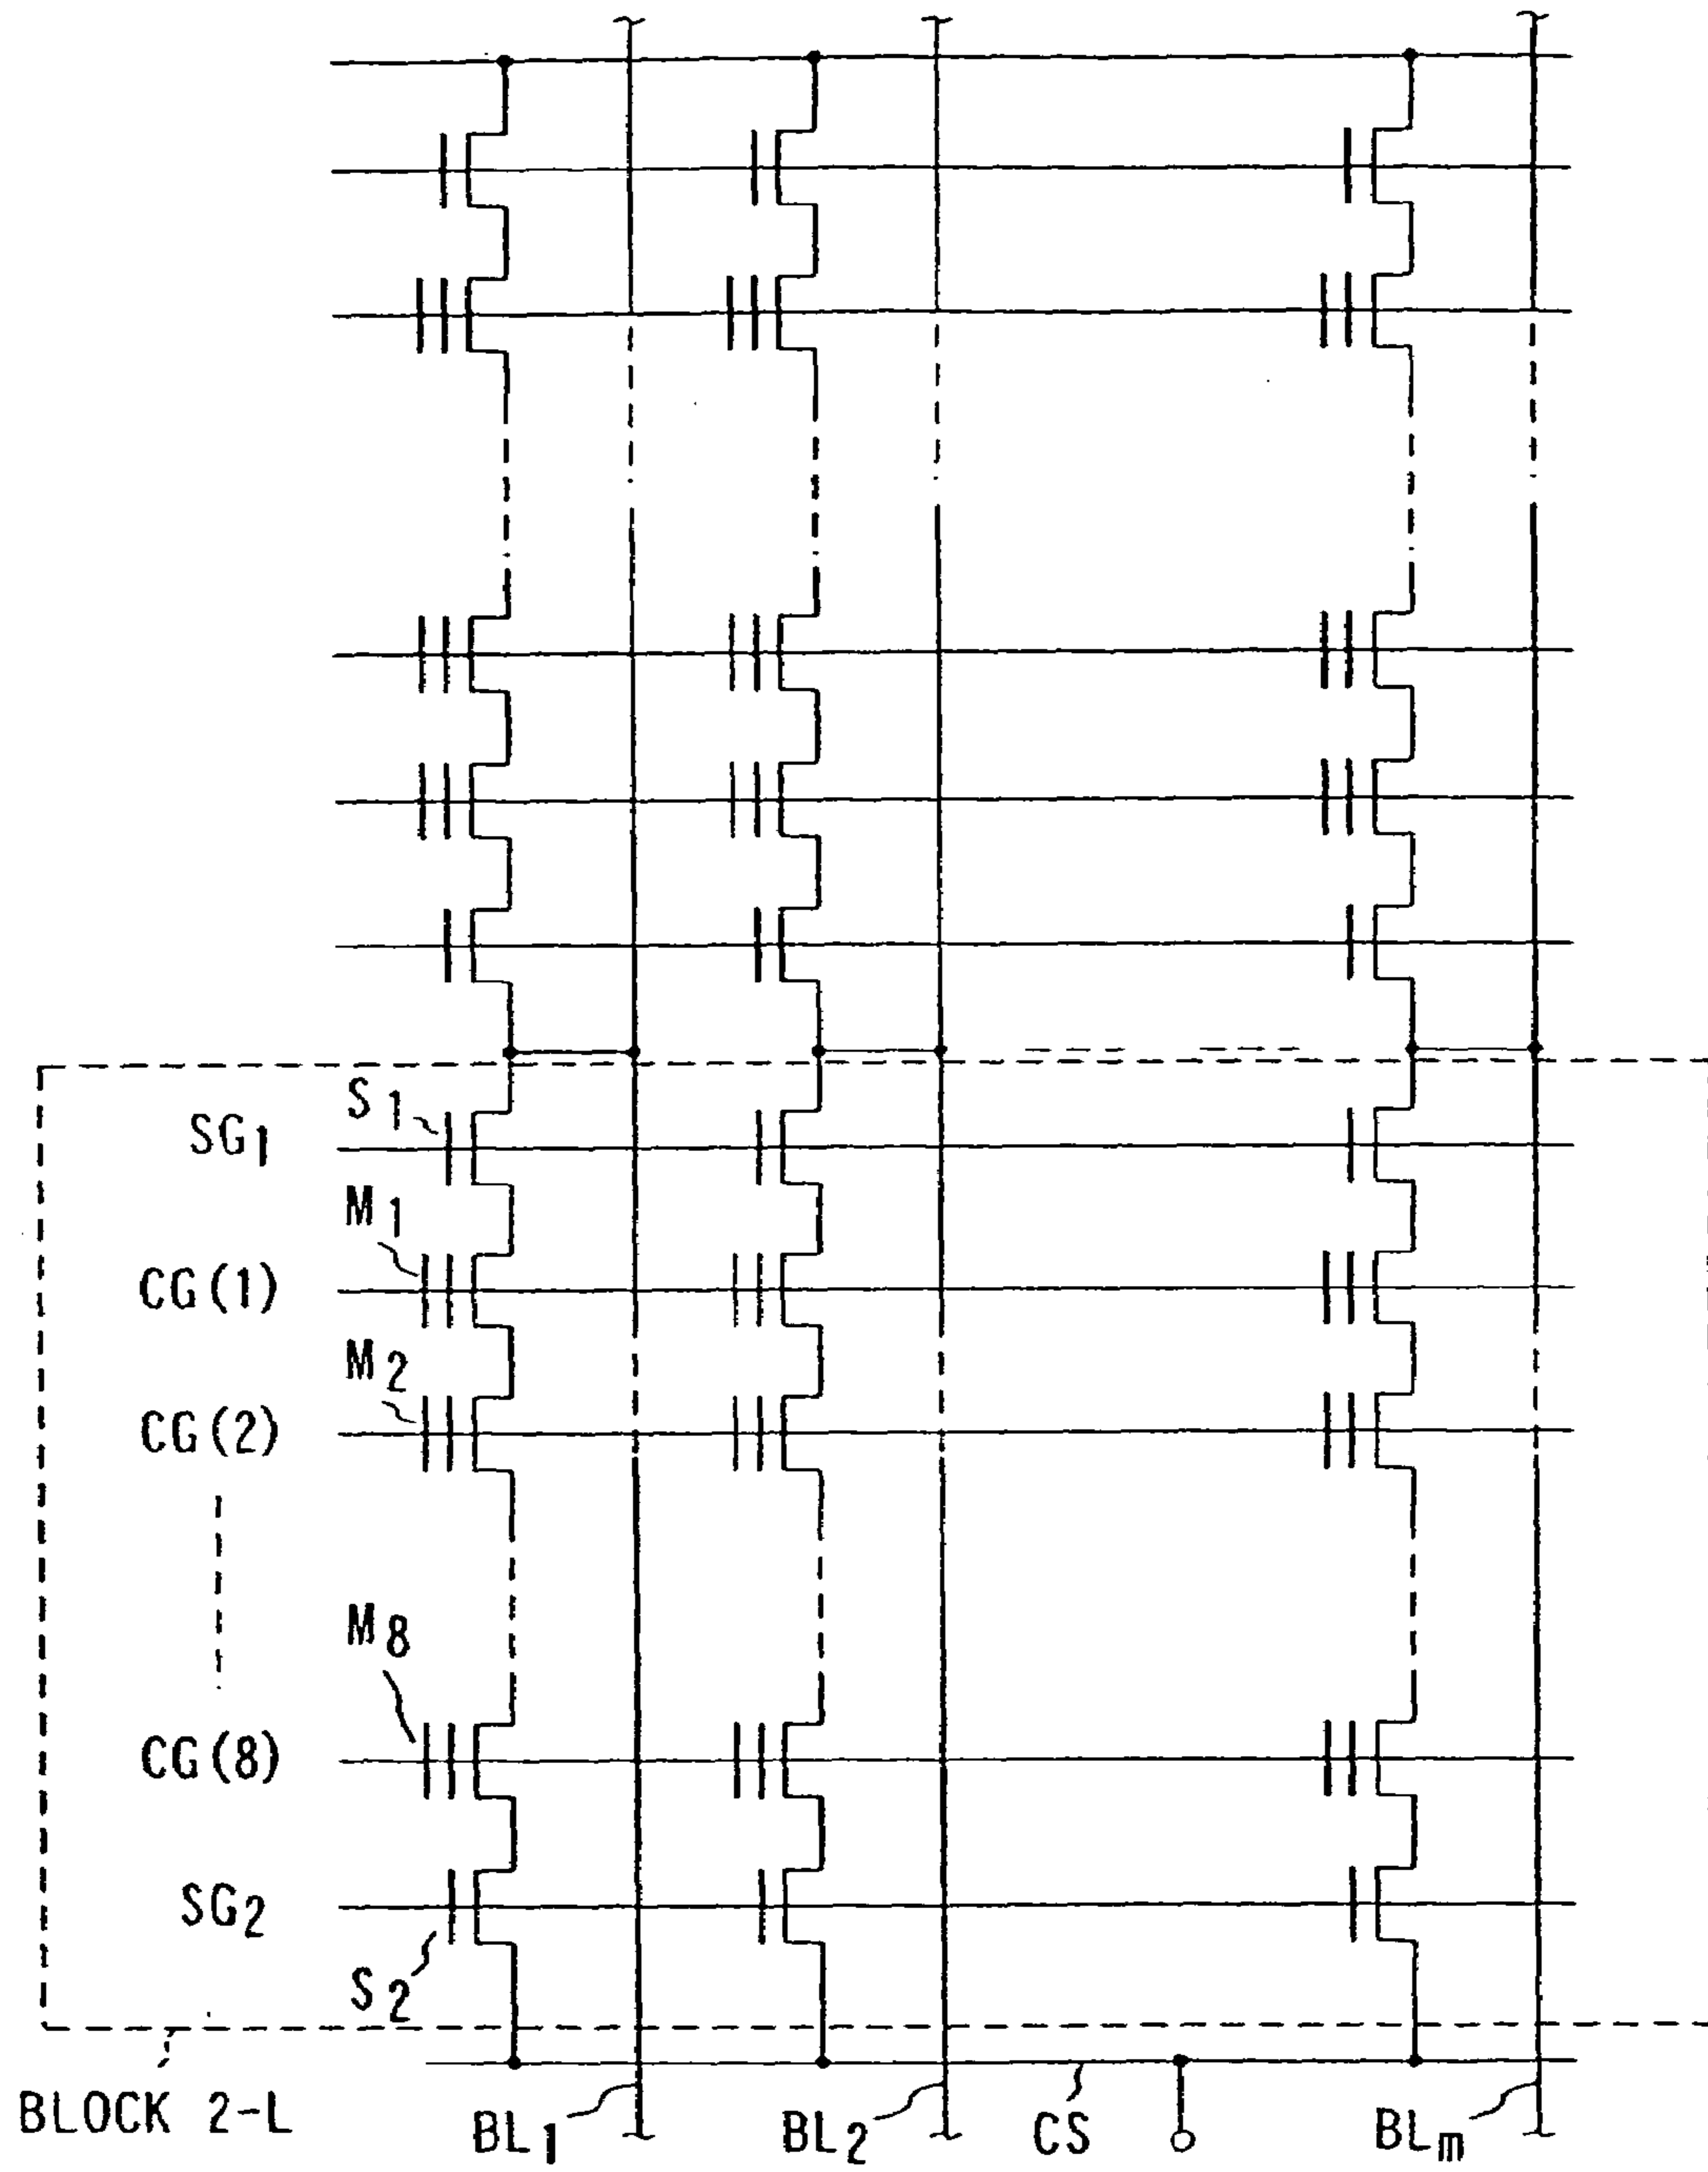 S1
SG1
M1
CG(1)
M2
CG(2)
M8
CG(8)
SG2
S2
BLOCK 2-L
BL1
BL2
CS
BLm